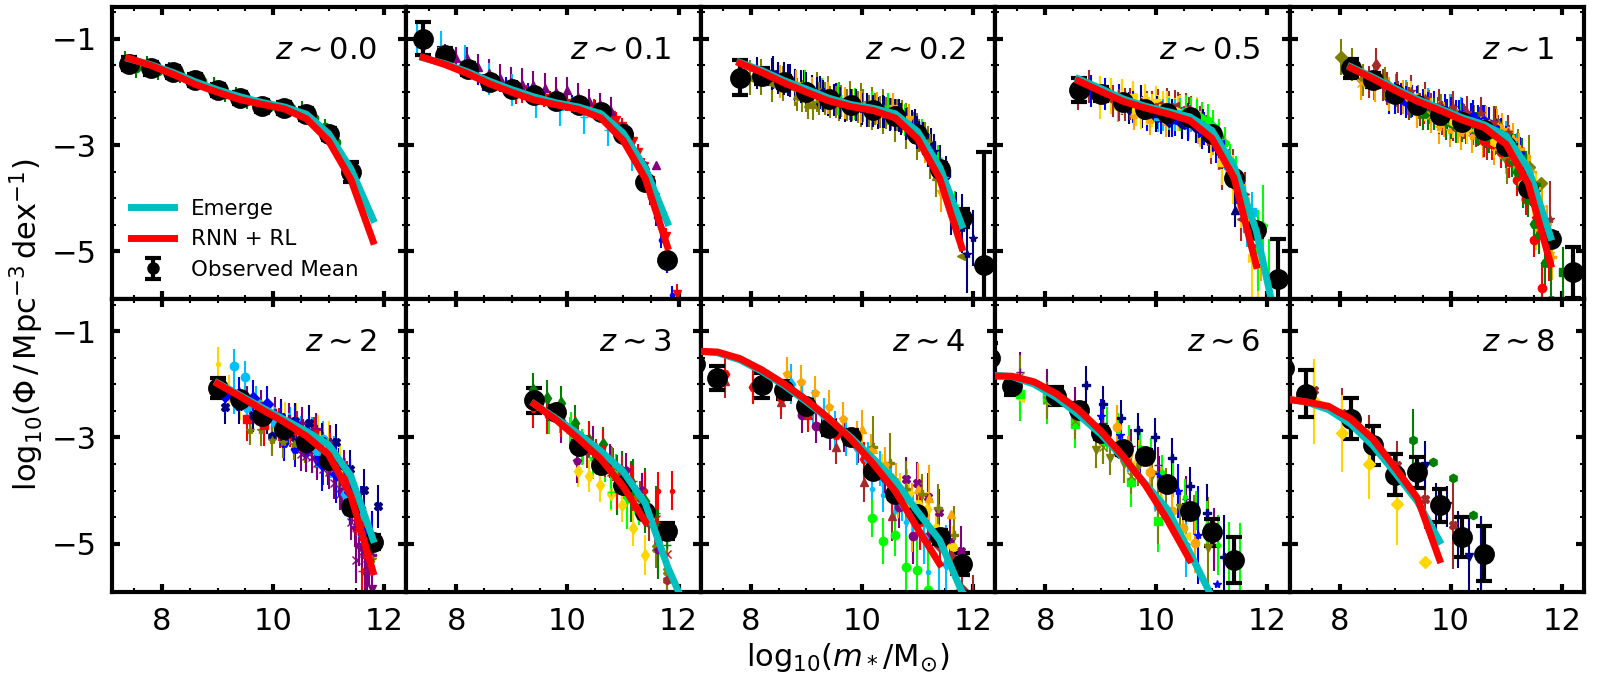 −1
−3
−5
z ~ 0.0
z ~ 0.1
z ~ 0.2
z ~ 0.5
z ~ 1
Emerge
RNN + RL
Observed Mean
−1
−3
−5
z ~ 2
z ~ 3
z ~ 4
z ~ 6
z ~ 8
8 10 12 8 10 12 8 10 12 8 10 12 8 10 12
log₁₀(m*/M⊙)
log₁₀(Φ / Mpc⁻³ dex⁻¹)